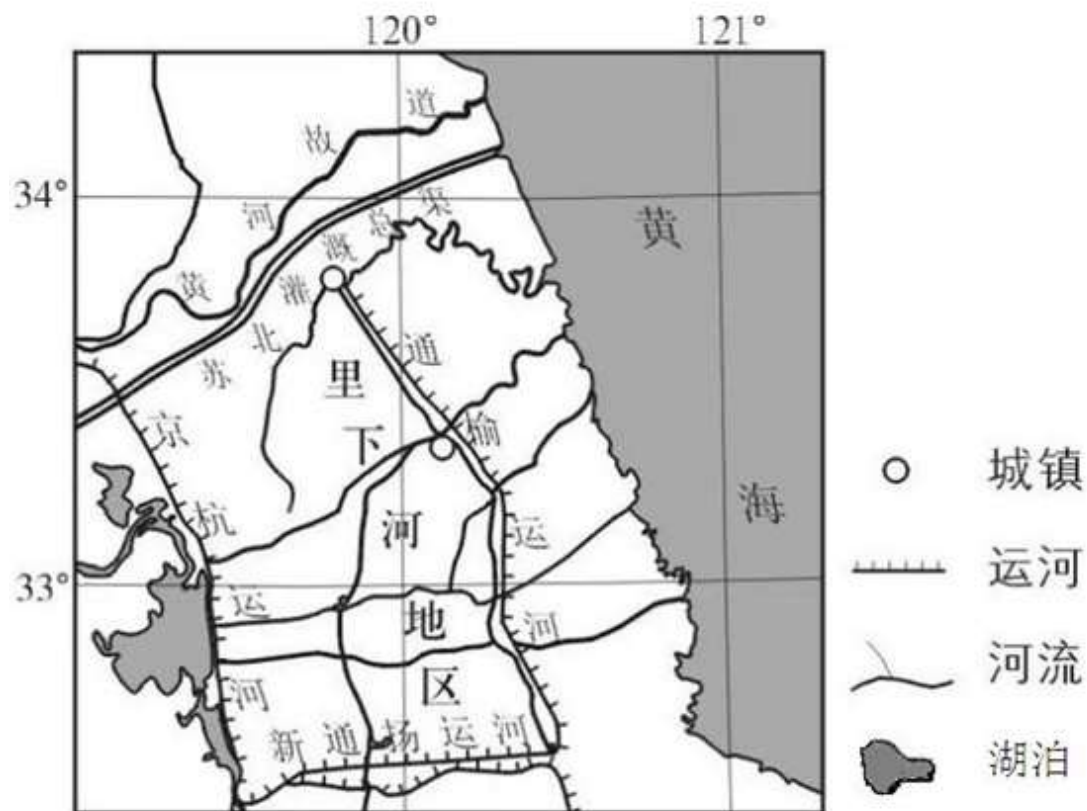 120°
121°
34°
33°
黄河故道
苏北灌溉总渠
通榆运河
京杭运河
里下河地区
新通扬运河
黄海
城镇
运河
河流
湖泊